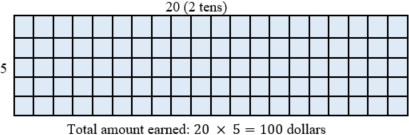 20 (2 tens)
5
Total amount earned: 20 × 5 = 100 dollars